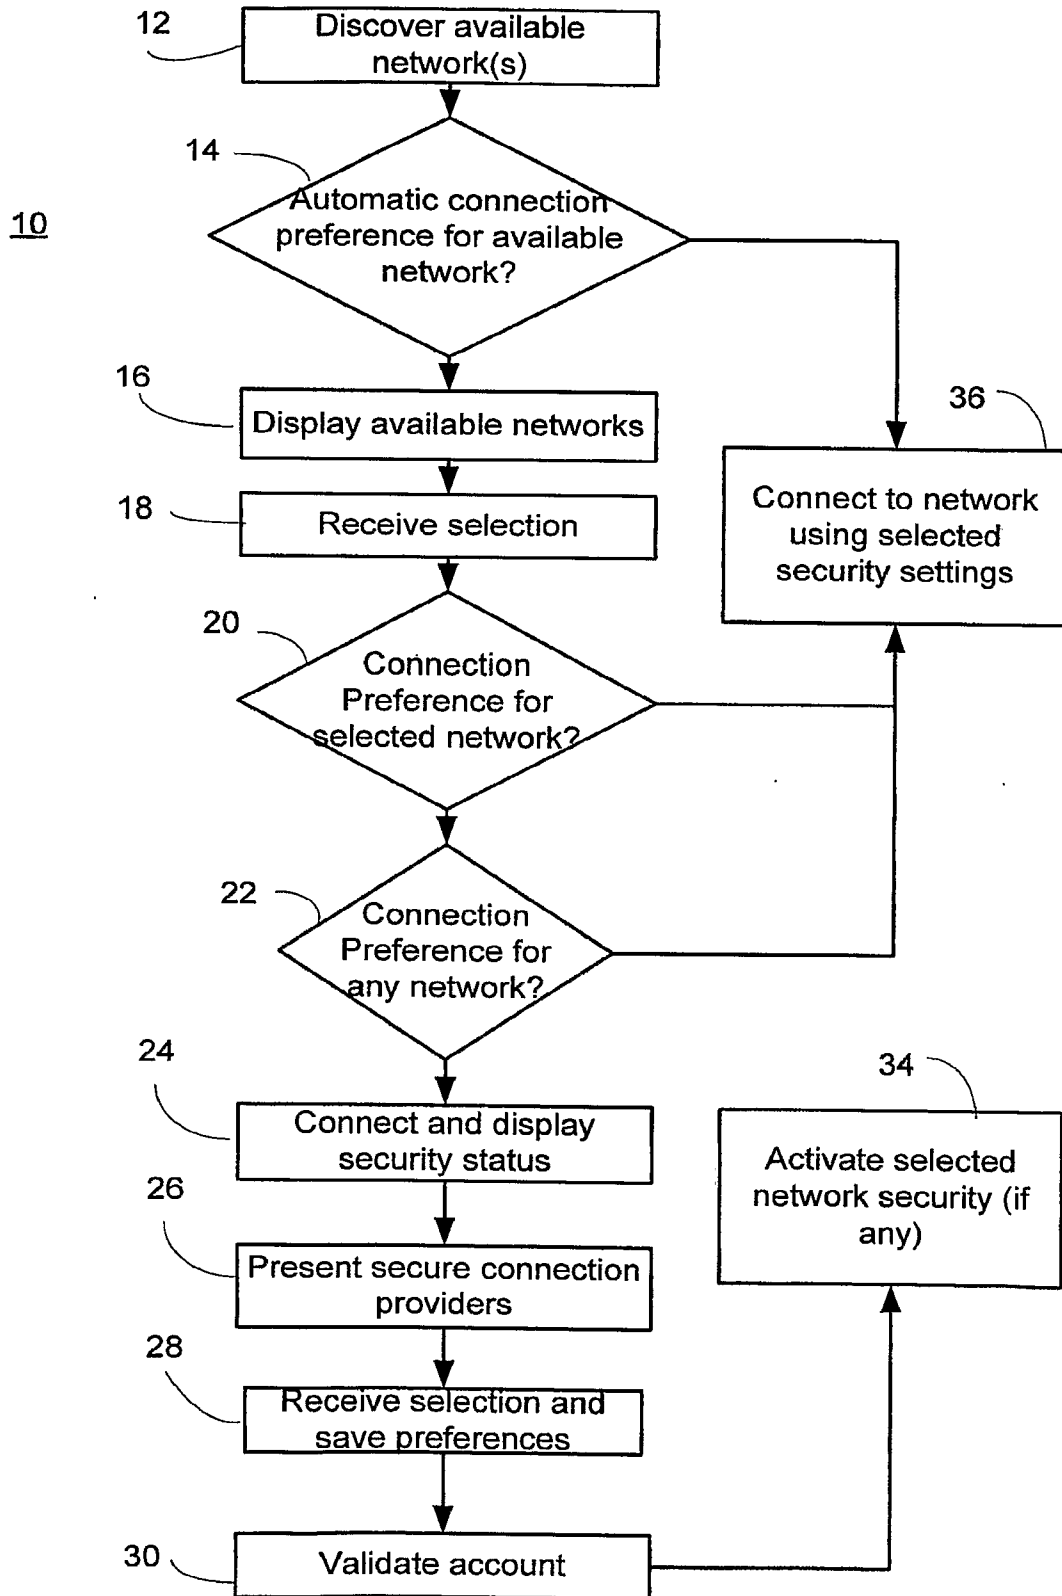 12
Discover available
network(s)
14
10
Automatic connection
preference for available
network?
16
Display available networks
36
Connect to network
using selected
security settings
18
Receive selection
20
Connection
Preference for
selected network?
22
Connection
Preference for
any network?
24
Connect and display
security status
34
Activate selected
network security (if
any)
26
Present secure connection
providers
28
Receive selection and
save preferences
30
Validate account